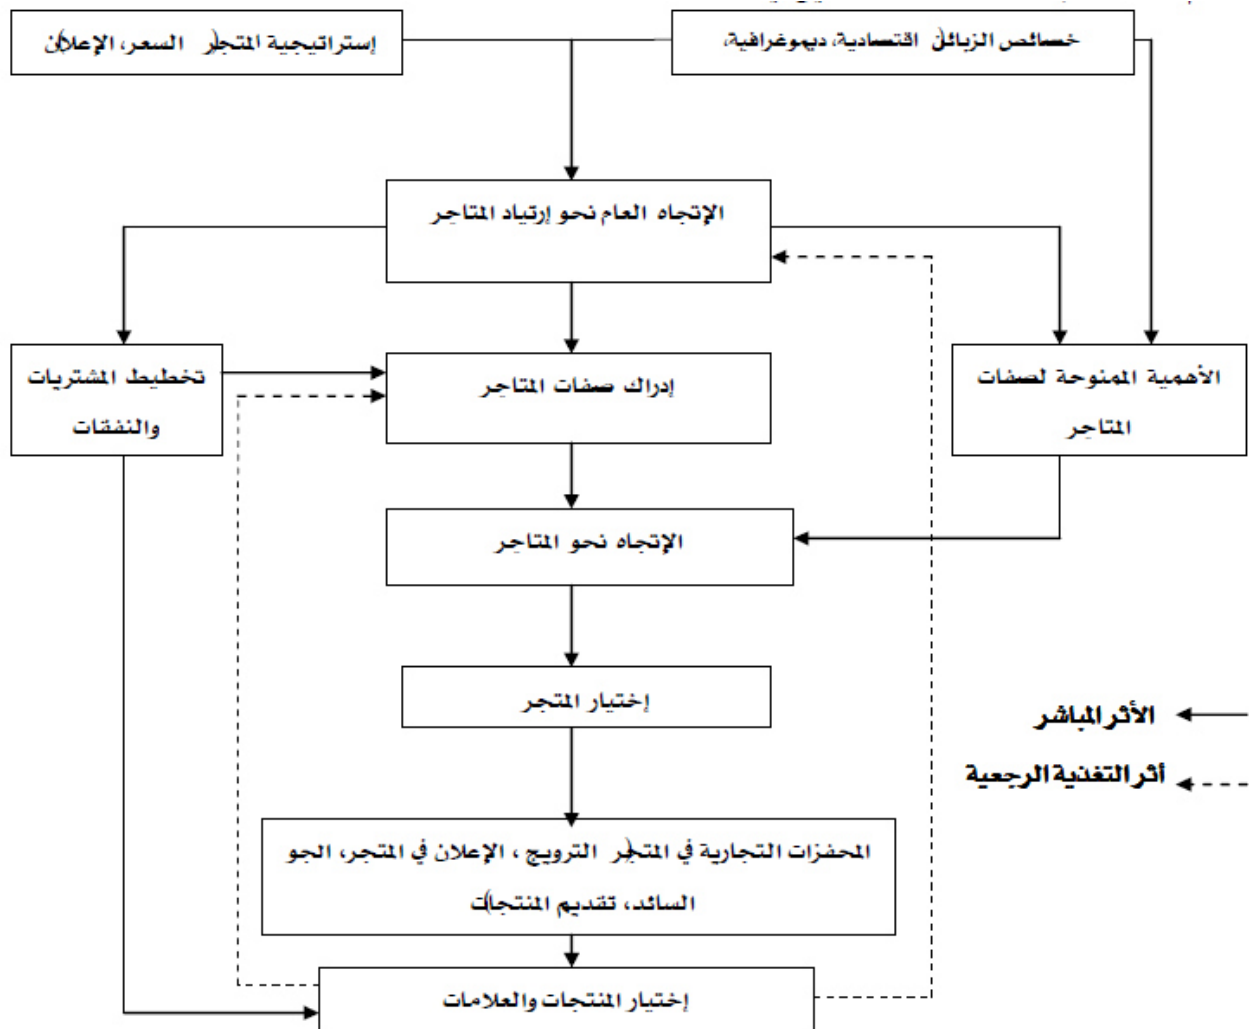 خصائص الزبائن( اقتصادية، ديموغرافية،
إستراتيجية المتجر( السعر، الإعلان)
الإتجاه العام نحو إرتياد المتاجر
الأهمية الممنوحة لصفات
المتاجر
إدراك صفات المتاجر
تخطيط المشتريات
والنفقات
الإتجاه نحو المتاجر
إختيار المتجر
الأثر المباشر
أثر التغذية الرجعية
المحفزات التجارية في المتجر( الترويج ، الإعلان في المتجر، الجو
السائد، تقديم المنتجات)
إختيار المنتجات والعلامات